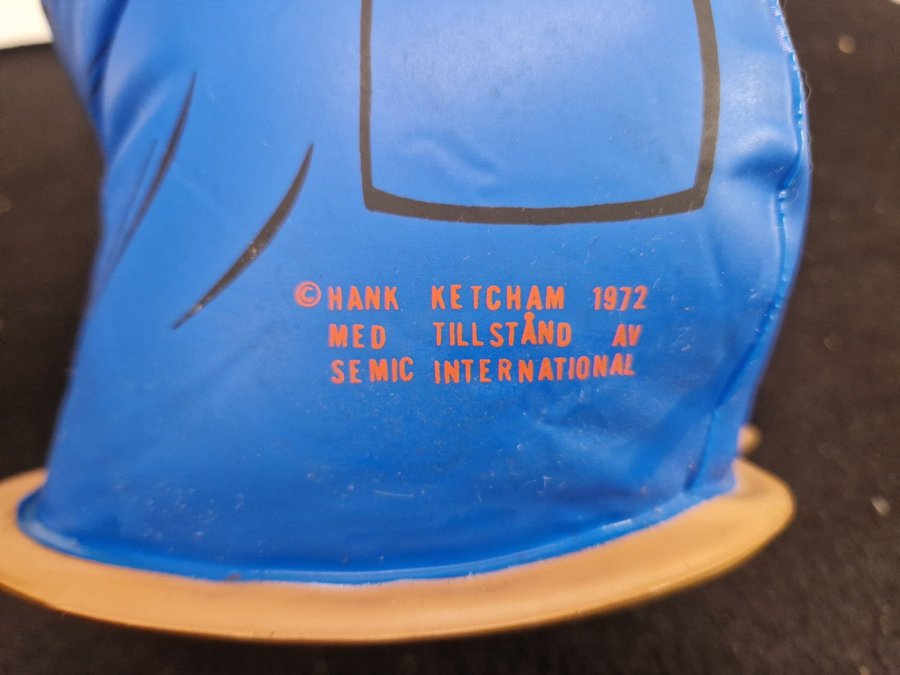 ©HANK KETCHAM 1972
MED TILLSTÅND AV
SEMIC INTERNATIONAL